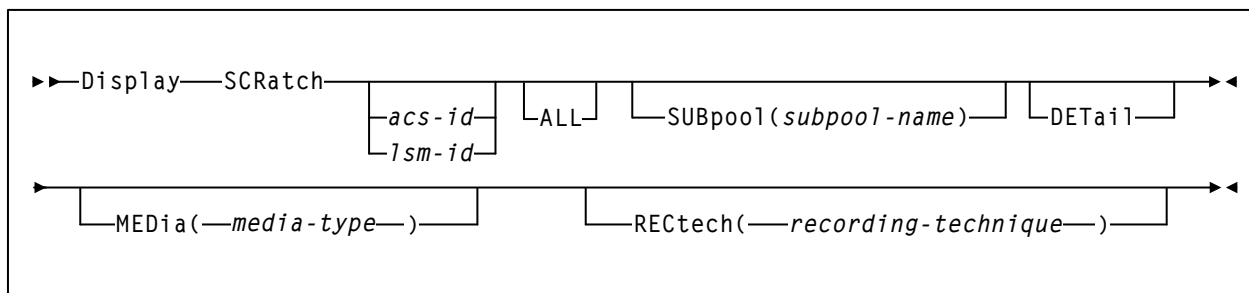 Display SCRatch
acs-id
lsm-id
ALL
SUBpool(subpool-name)
DETail
MEDia( media-type )
RECtech( recording-technique )